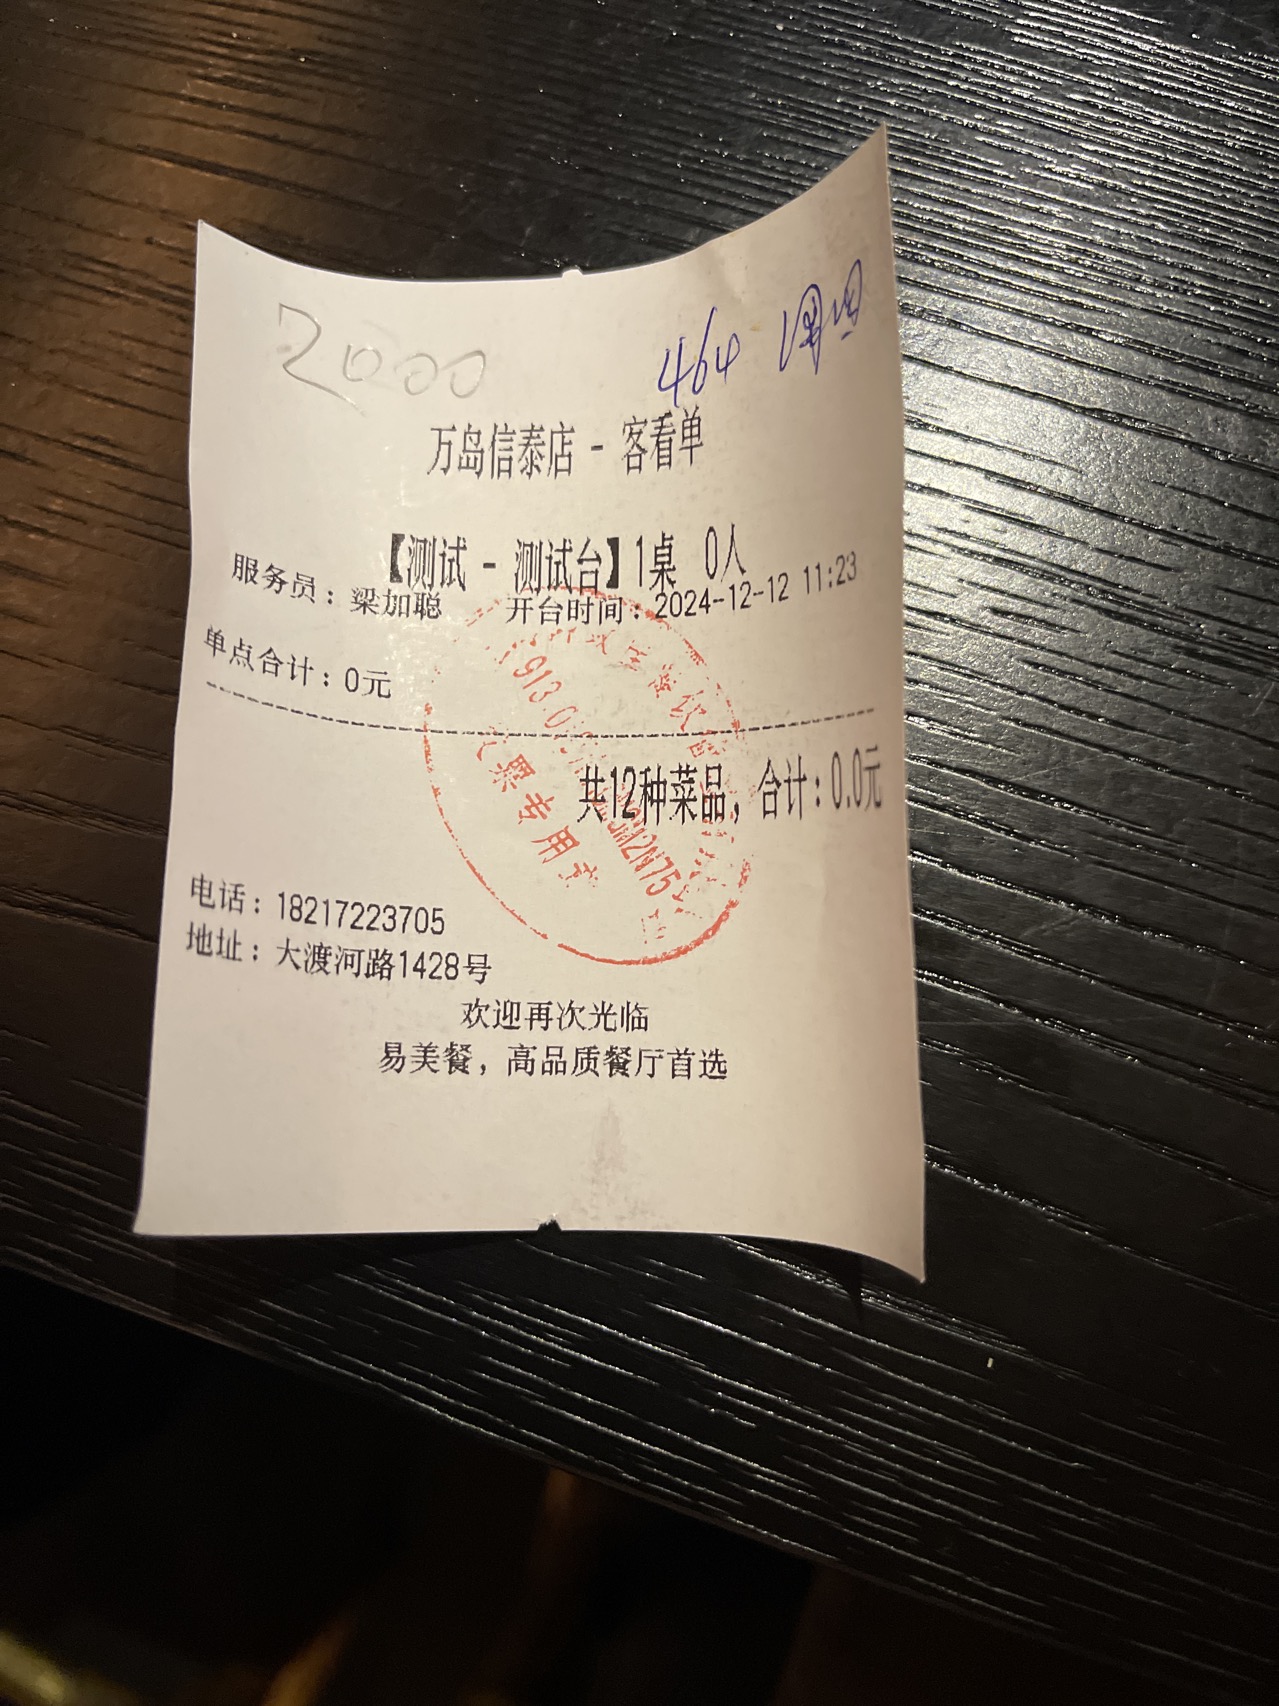 2000
464
万岛信泰店 - 客看单
【测试 - 测试台】1桌 0人
服务员：梁加聪 开台时间：2024-12-12 11:23
单点合计：0元
共12种菜品，合计：0.0元
票专用
电话：18217223705
地址：大渡河路1428号
欢迎再次光临
易美餐，高品质餐厅首选